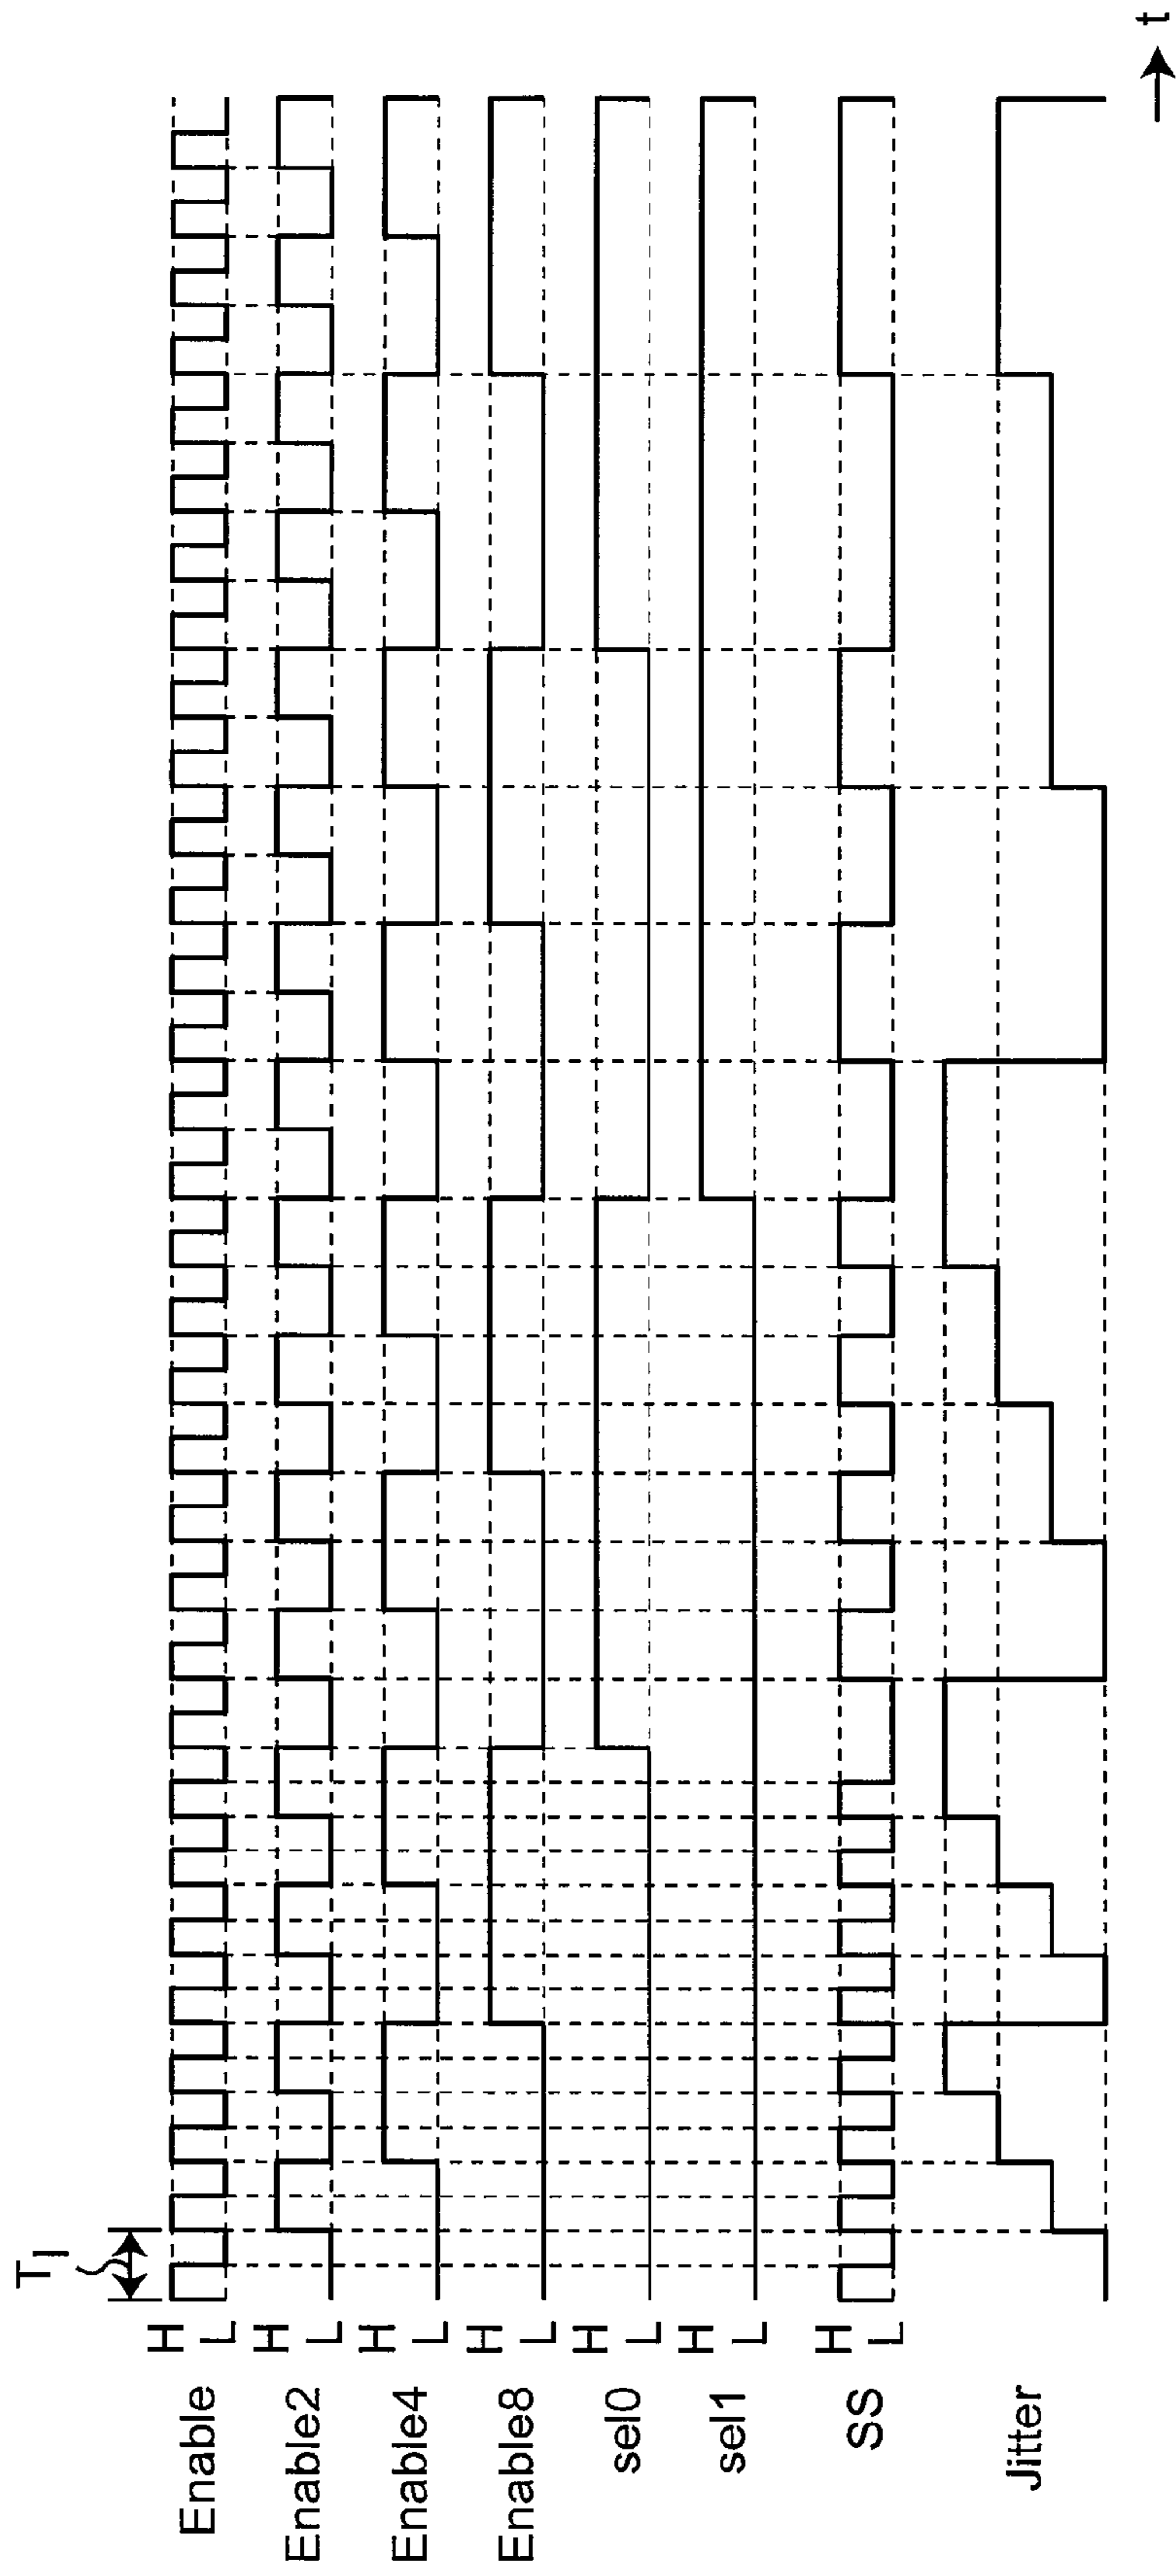 T_I
Enable H L
Enable2 H L
Enable4 H L
Enable8 H L
sel0 H L
sel1 H L
SS H L
Jitter
t